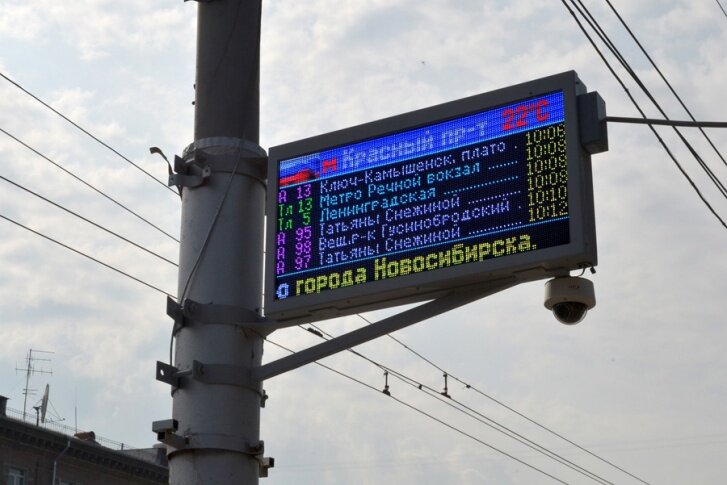 м Красный пр-т 22°C
А 13 Ключ-Камышенск. плато 10:06
Тл 13 Метро Речной вокзал ........ 10:08
Тл 5 Ленинградская .............. 10:09
А 95 Татьяны Снежиной ......... 10:09
А 98 Вещ.р-к Гусинобродский . 10:10
А 97 Татьяны Снежиной ......... 10:12
о города Новосибирска.